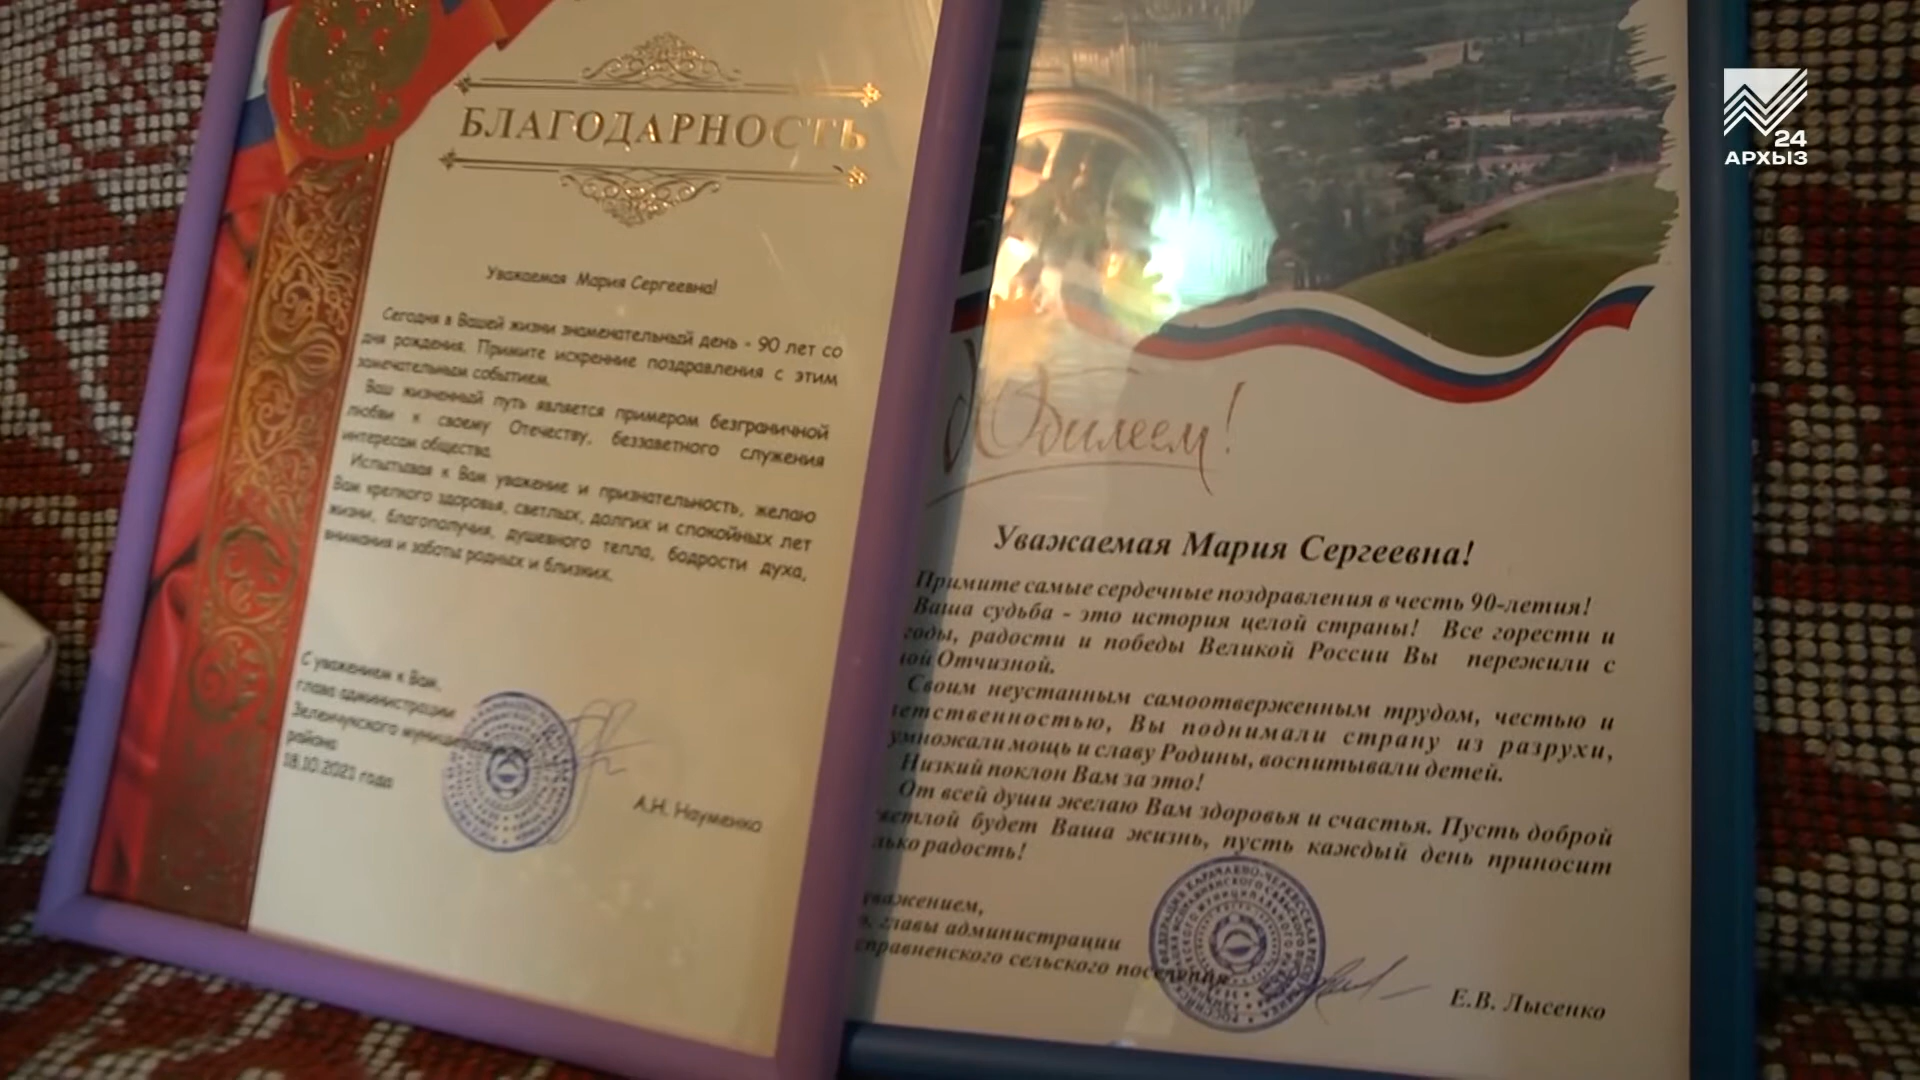 БЛАГОДАРНОСТЬ
Уважаемая Мария Сергеевна!
Сегодня в Вашей жизни знаменательный день - 90 лет со
дня рождения. Примите искренние поздравления с этим
замечательным событием.
Ваш жизненный путь является примером безграничной
любви к своему Отечеству, беззаветного служения
интересам общества.
Испытывая к Вам уважение и признательность, желаю
Вам крепкого здоровья, светлых, долгих и спокойных лет
жизни, благополучия, душевного тепла, бодрости духа,
внимания и заботы родных и близких.
С уважением к Вам,
глава администрации
Зеленчукского муниципального
района
18.10.2021 года
А.Н. Науменко
Юбилеем!
Уважаемая Мария Сергеевна!
Примите самые сердечные поздравления в честь 90-летия!
Ваша судьба - это история целой страны! Все горести и
годы, радости и победы Великой России Вы пережили с
ой Отчизной.
Своим неустанным самоотверженным трудом, честью и
етственностью, Вы поднимали страну из разрухи,
умножали мощь и славу Родины, воспитывали детей.
Низкий поклон Вам за это!
От всей души желаю Вам здоровья и счастья. Пусть доброй
светлой будет Ваша жизнь, пусть каждый день приносит
лько радость!
уважением,
о. главы администрации
справненского сельского поселения
Е.В. Лысенко
24
АРХЫЗ